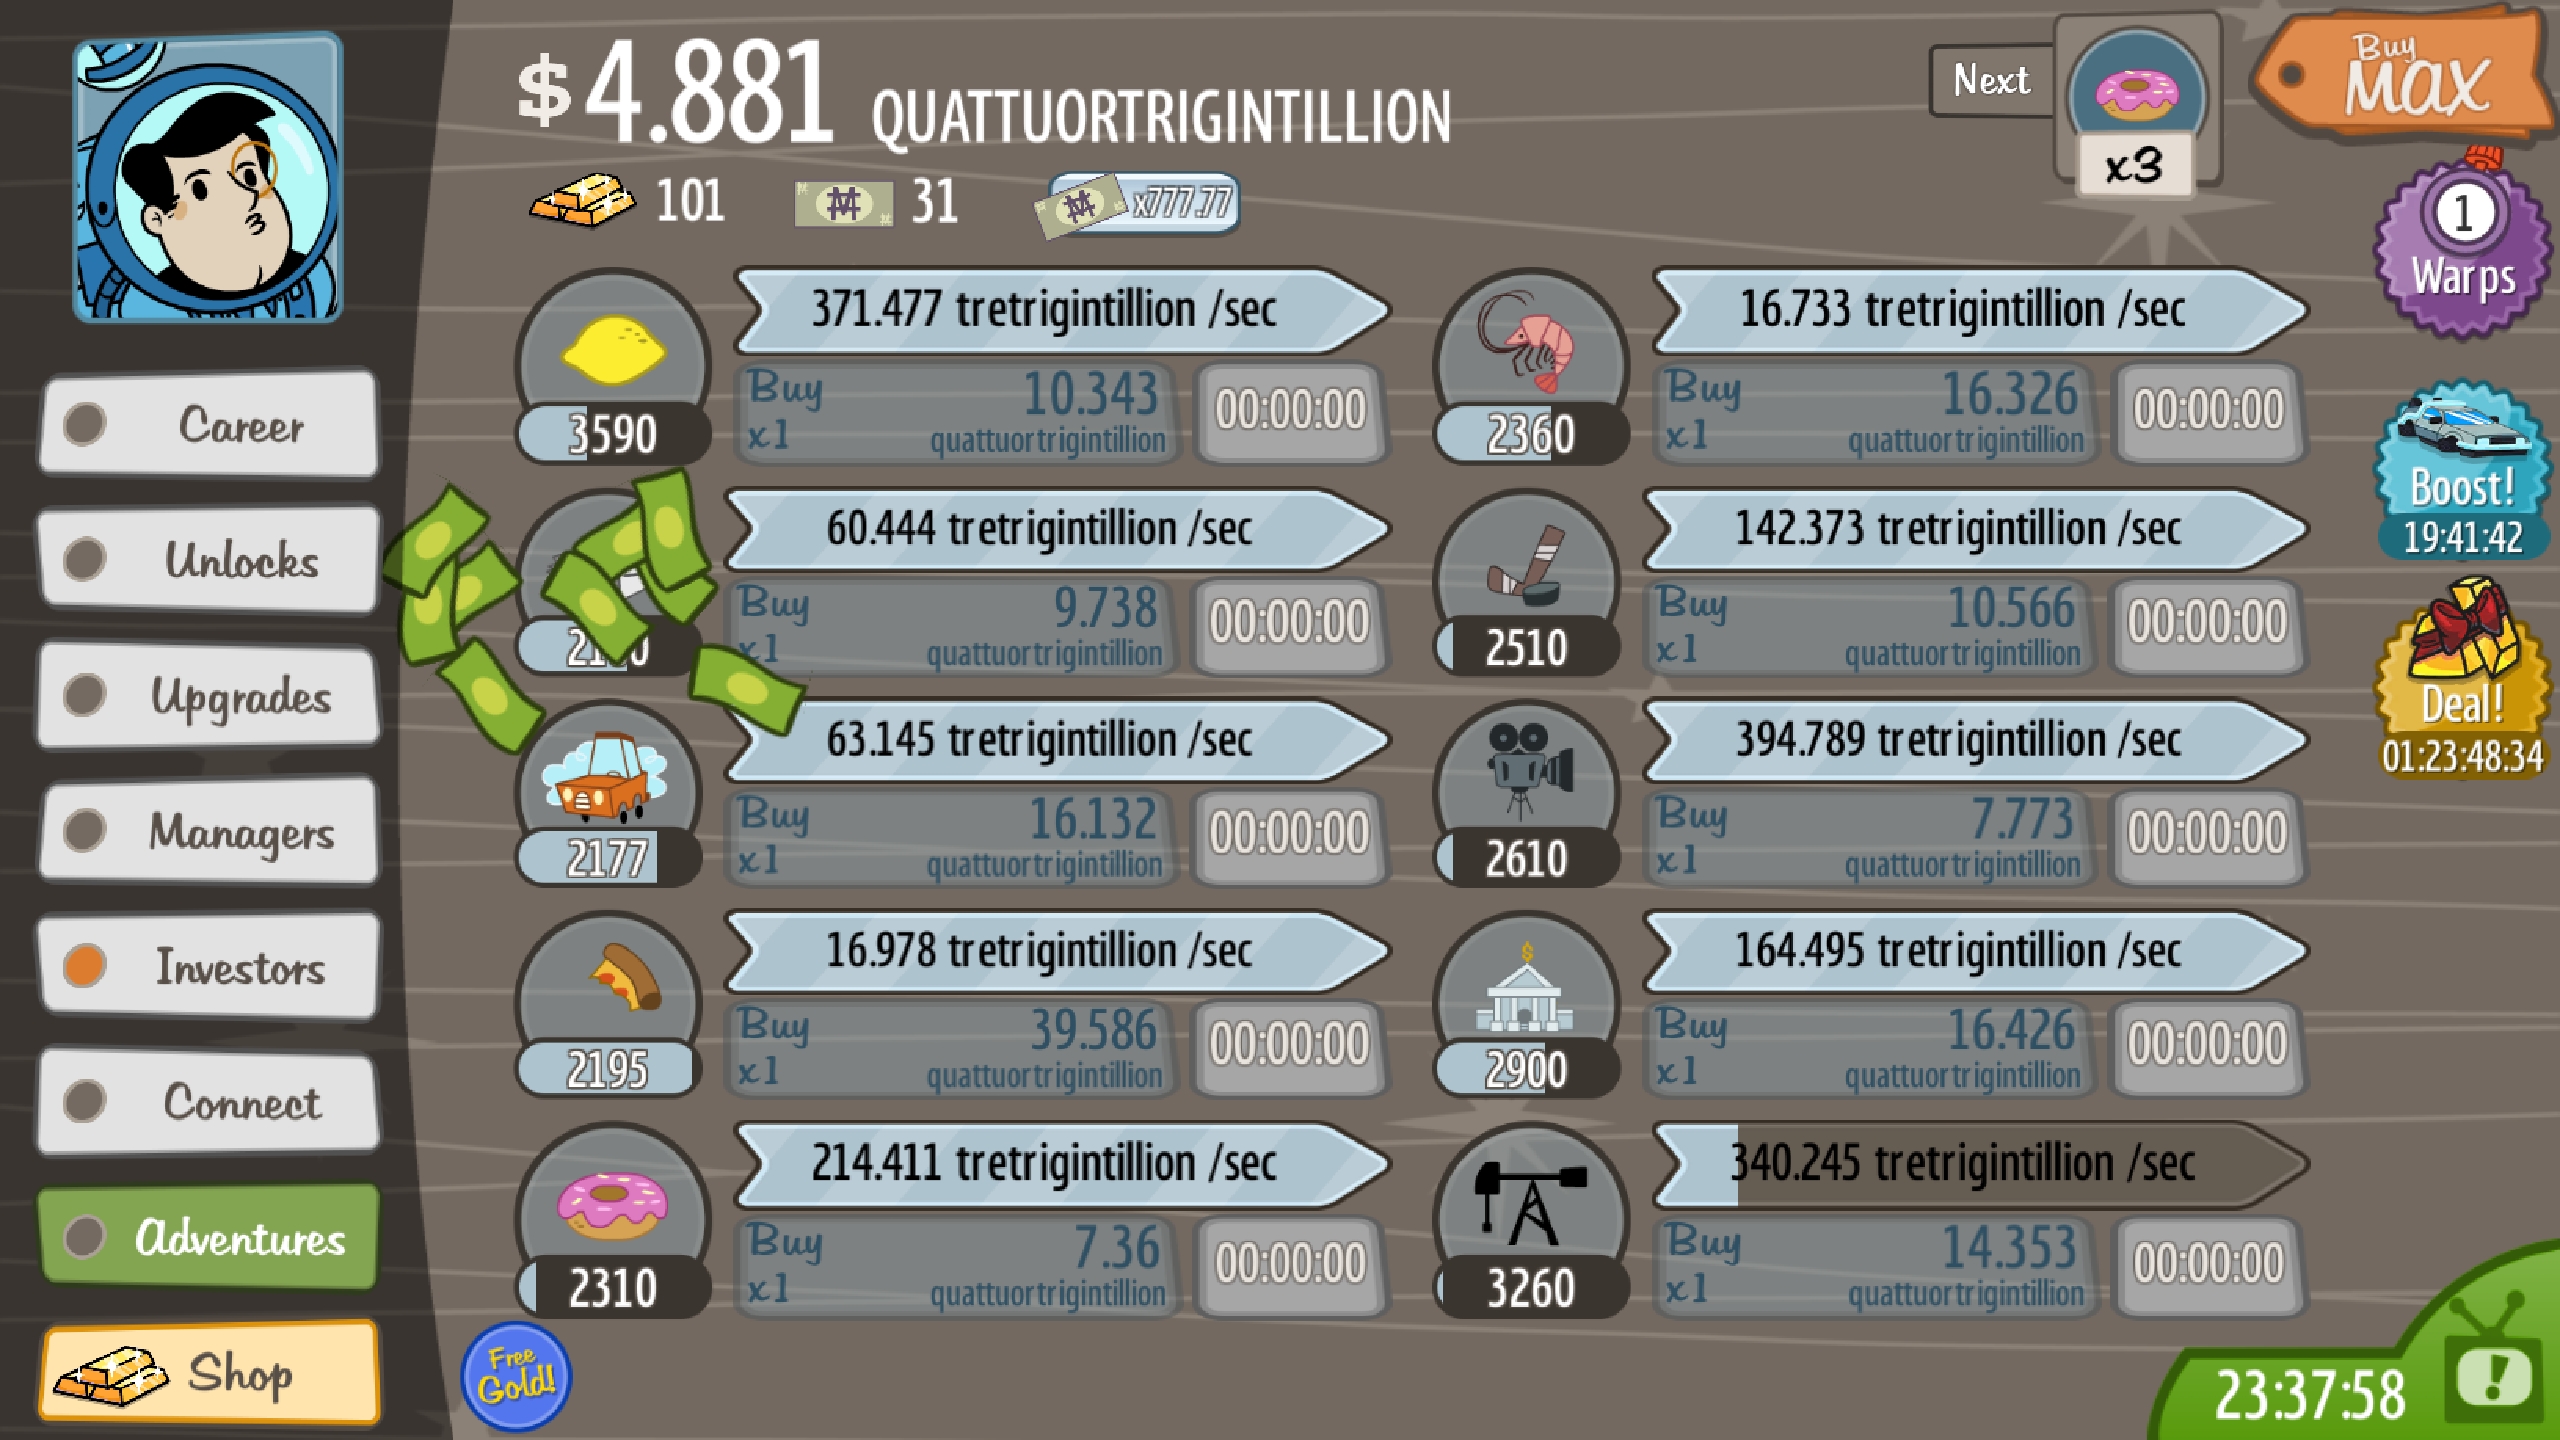 $4.881 QUATTUORTRIGINTILLION
101 31 x777.77
Next
x3
Buy
MAX
1
Warps
Boost!
19:41:42
Deal!
01:23:48:34
Career
Unlocks
Upgrades
Managers
Investors
Connect
Adventures
Shop
3590
371.477 tretrigintillion /sec
Buy 10.343
x1 quattuortrigintillion
00:00:00
2360
16.733 tretrigintillion /sec
Buy 16.326
x1 quattuortrigintillion
00:00:00
60.444 tretrigintillion /sec
Buy 9.738
x1 quattuortrigintillion
00:00:00
2510
142.373 tretrigintillion /sec
Buy 10.566
x1 quattuortrigintillion
00:00:00
2177
63.145 tretrigintillion /sec
Buy 16.132
x1 quattuortrigintillion
00:00:00
2610
394.789 tretrigintillion /sec
Buy 7.773
x1 quattuortrigintillion
00:00:00
2195
16.978 tretrigintillion /sec
Buy 39.586
x1 quattuortrigintillion
00:00:00
2900
164.495 tretrigintillion /sec
Buy 16.426
x1 quattuortrigintillion
00:00:00
2310
214.411 tretrigintillion /sec
Buy 7.36
x1 quattuortrigintillion
00:00:00
3260
340.245 tretrigintillion /sec
Buy 14.353
x1 quattuortrigintillion
00:00:00
Free
Gold!
23:37:58
!